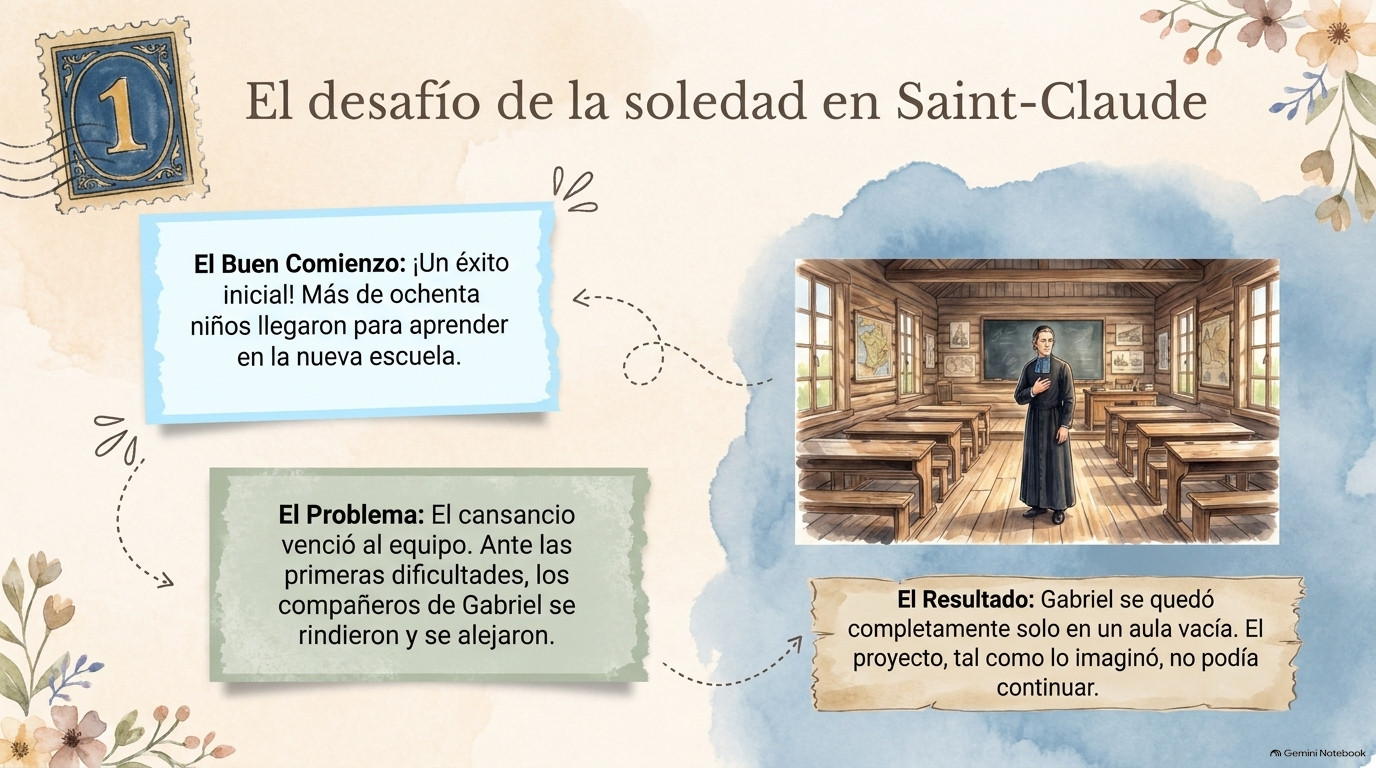 1
El desafío de la soledad en Saint-Claude
El Buen Comienzo: ¡Un éxito
inicial! Más de ochenta
niños llegaron para aprender
en la nueva escuela.
El Problema: El cansancio
venció al equipo. Ante las
primeras dificultades, los
compañeros de Gabriel se
rindieron y se alejaron.
El Resultado: Gabriel se quedó
completamente solo en un aula vacía. El
proyecto, tal como lo imaginó, no podía
continuar.
Gemini Notebook